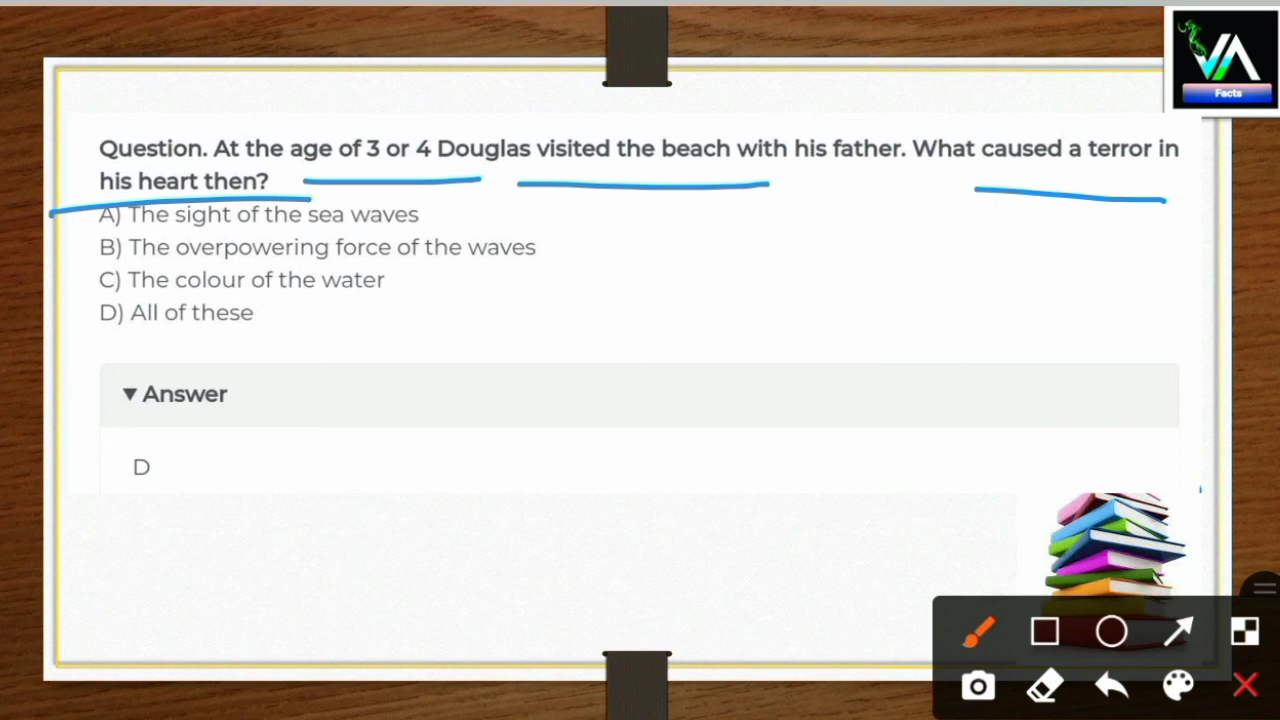 Facts
Question. At the age of 3 or 4 Douglas visited the beach with his father. What caused a terror in
his heart then?
A) The sight of the sea waves
B) The overpowering force of the waves
C) The colour of the water
D) All of these
▼ Answer
D